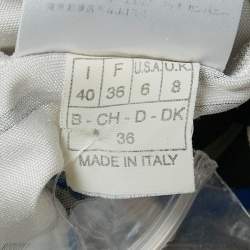 I F U.S.A. U.K.
40 36 6 8
B - CH - D - DK
36
MADE IN ITALY